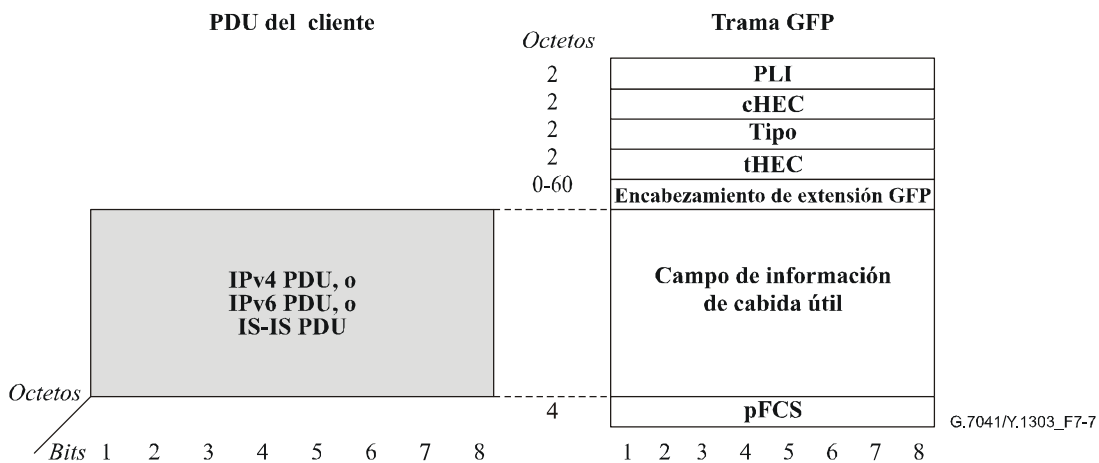 PDU del cliente
Trama GFP
Octetos
2
PLI
2
cHEC
2
Tipo
2
tHEC
0-60
Encabezamiento de extensión GFP
IPv4 PDU, o
IPv6 PDU, o
IS-IS PDU
Campo de información
de cabida útil
Octetos
4
pFCS
G.7041/Y.1303_F7-7
Bits 1 2 3 4 5 6 7 8
1 2 3 4 5 6 7 8